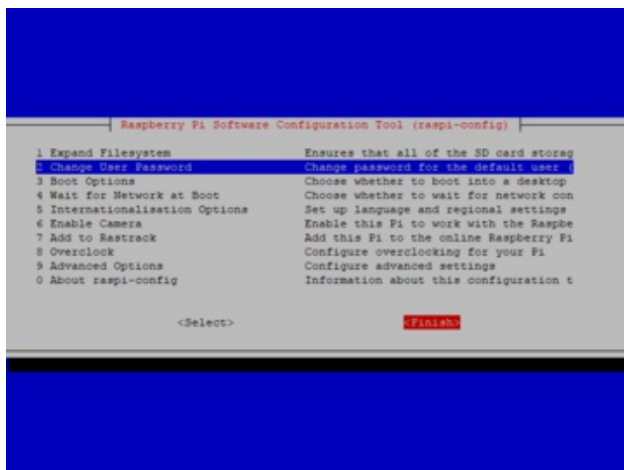 Raspberry Pi Software Configuration Tool (raspi-config)
1 Expand Filesystem Ensures that all of the SD card storag
2 Change User Password Change password for the default user (
3 Boot Options Choose whether to boot into a desktop
4 Wait for Network at Boot Choose whether to wait for network con
5 Internationalisation Options Set up language and regional settings
6 Enable Camera Enable this Pi to work with the Raspbe
7 Add to Rastrack Add this Pi to the online Raspberry Pi
8 Overclock Configure overclocking for your Pi
9 Advanced Options Configure advanced settings
0 About raspi-config Information about this configuration t
<Select> <Finish>